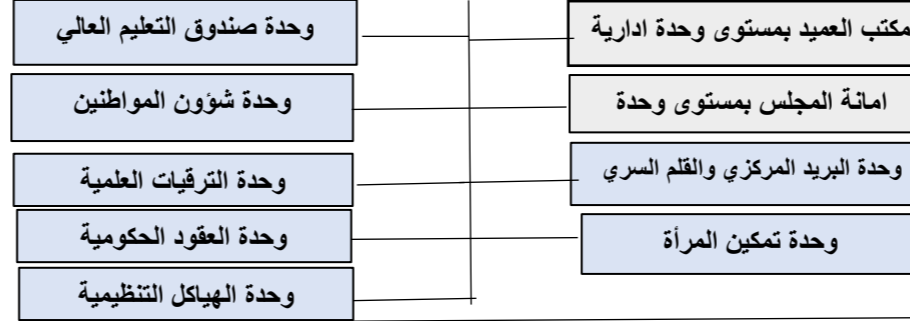 مكتب العميد بمستوى وحدة ادارية
وحدة صندوق التعليم العالي
امانة المجلس بمستوى وحدة
وحدة شؤون المواطنين
وحدة البريد المركزي والقلم السري
وحدة الترقيات العلمية
وحدة تمكين المرأة
وحدة العقود الحكومية
وحدة الهياكل التنظيمية